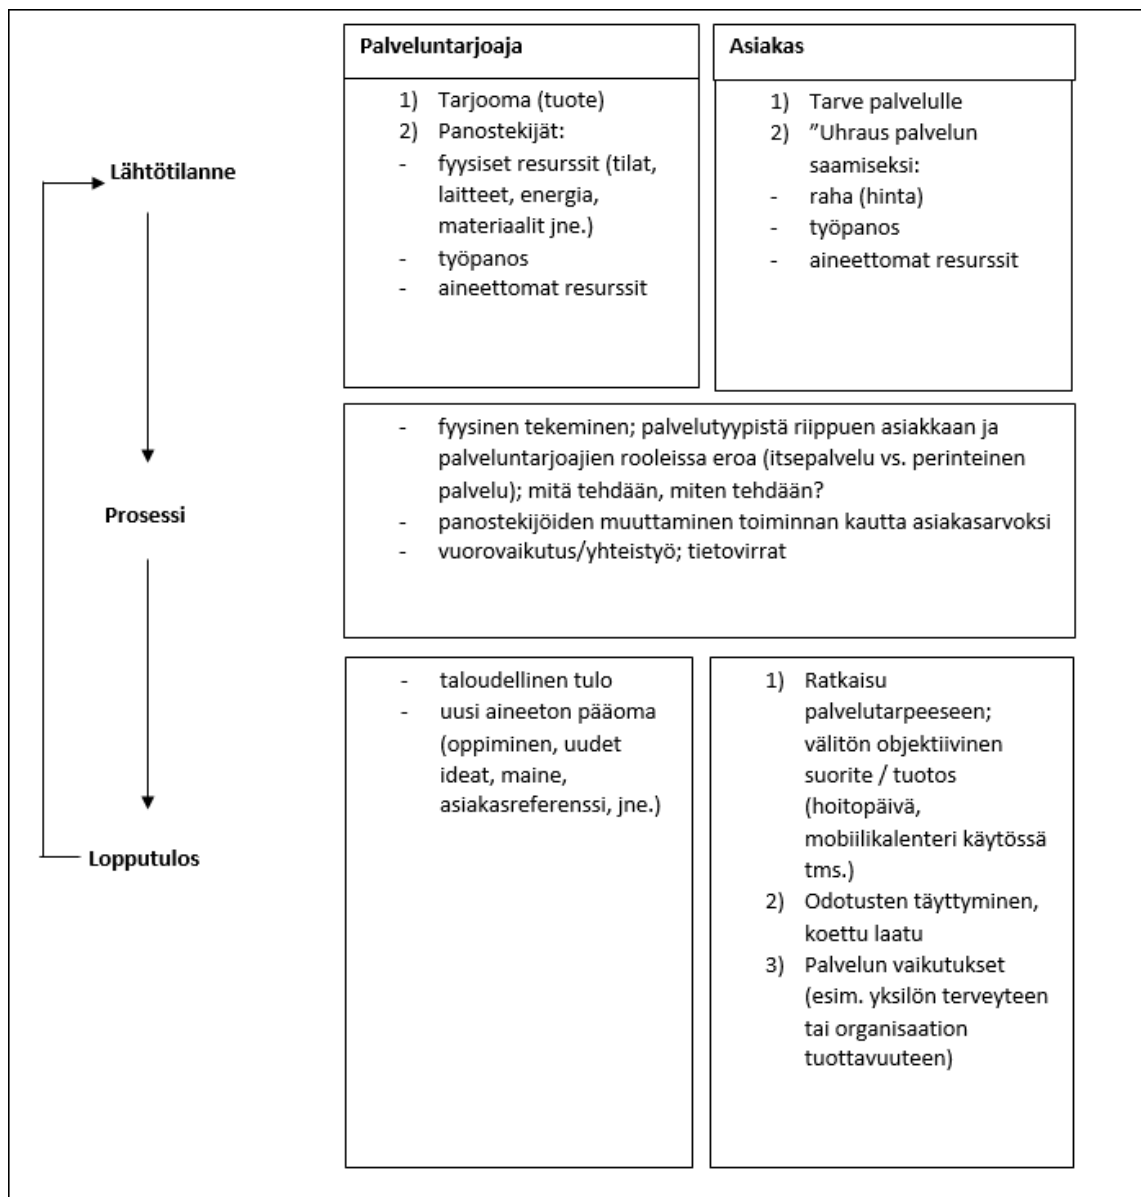 Palveluntarjoaja
Asiakas
Lähtötilanne
1) Tarjooma (tuote)
2) Panostekijät:
- fyysiset resurssit (tilat,
laitteet, energia,
materiaalit jne.)
- työpanos
- aineettomat resurssit
1) Tarve palvelulle
2) ”Uhraus palvelun
saamiseksi:
- raha (hinta)
- työpanos
- aineettomat resurssit
Prosessi
- fyysinen tekeminen; palvelutyypistä riippuen asiakkaan ja
palveluntarjoajien rooleissa eroa (itsepalvelu vs. perinteinen
palvelu); mitä tehdään, miten tehdään?
- panostekijöiden muuttaminen toiminnan kautta asiakasarvoksi
- vuorovaikutus/yhteistyö; tietovirrat
Lopputulos
- taloudellinen tulo
- uusi aineeton pääoma
(oppiminen, uudet
ideat, maine,
asiakasreferenssi, jne.)
1) Ratkaisu
palvelutarpeeseen;
välitön objektiivinen
suorite / tuotos
(hoitopäivä,
mobiilikalenteri käytössä
tms.)
2) Odotusten täyttyminen,
koettu laatu
3) Palvelun vaikutukset
(esim. yksilön terveyteen
tai organisaation
tuottavuuteen)